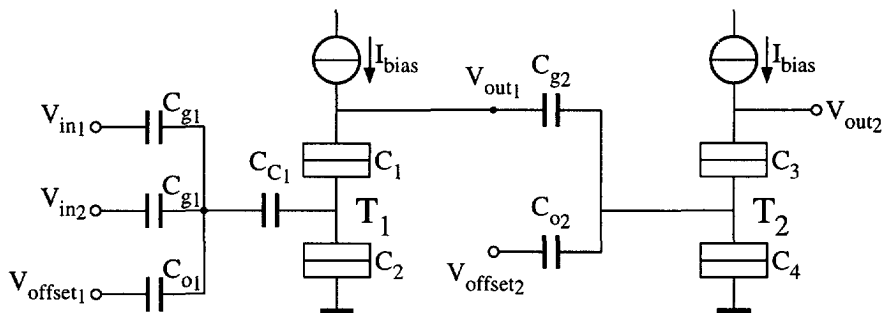 I_bias
I_bias
V_out1
C_g2
V_in1
C_g1
V_out2
C_C1
C_1
C_3
V_in2
C_g1
T_1
C_o2
T_2
V_offset1
C_o1
C_2
V_offset2
C_4